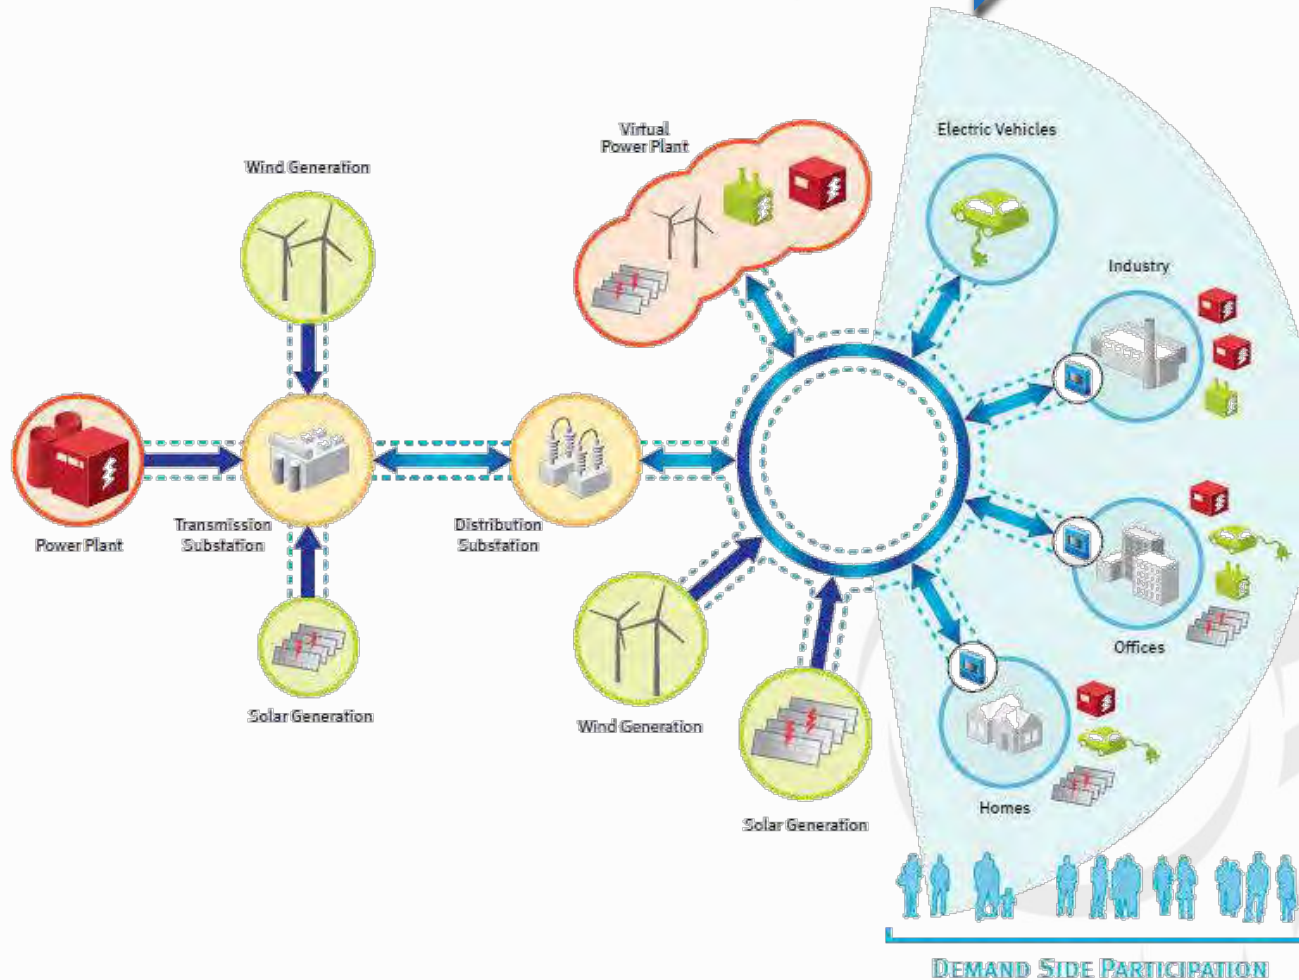 Virtual
Power Plant
Electric Vehicles
Wind Generation
Industry
Power Plant
Transmission
Substation
Distribution
Substation
Offices
Solar Generation
Wind Generation
Homes
Solar Generation
DEMAND SIDE PARTICIPATION